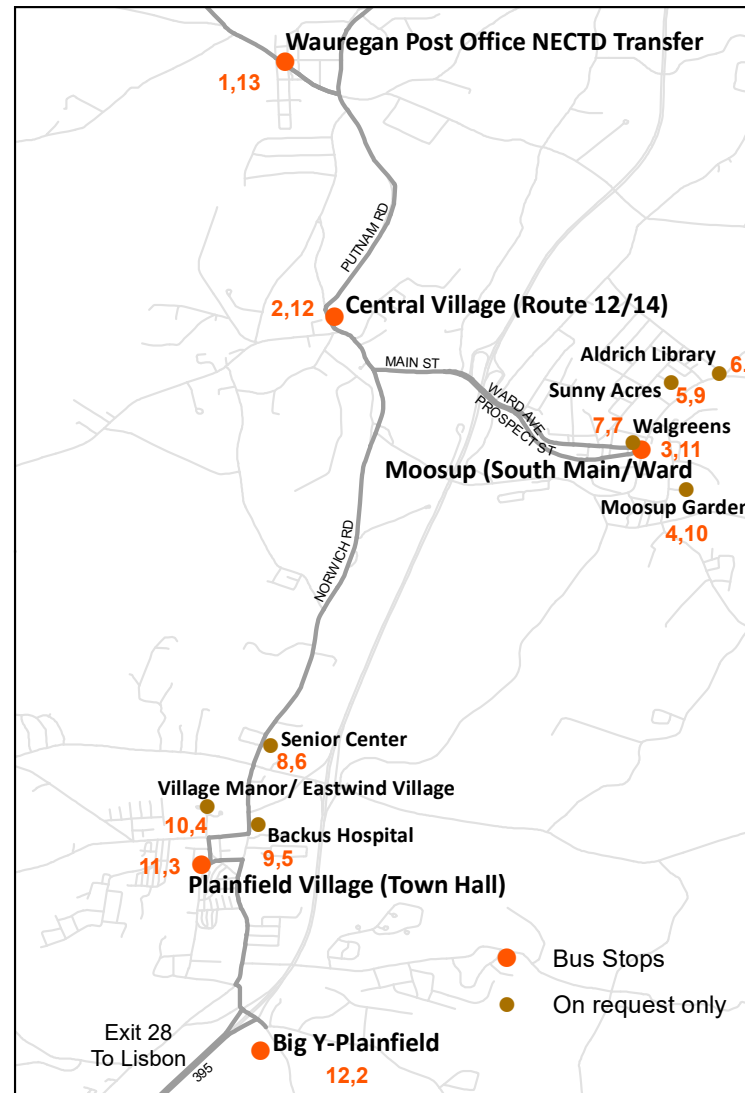 Wauregan Post Office NECTD Transfer
1,13
PUTNAM RD
2,12
Central Village (Route 12/14)
MAIN ST
Aldrich Library
6.
Sunny Acres
5,9
WARD AVE
PROSPECT ST
7,7
Walgreens
3,11
Moosup (South Main/Ward
Moosup Garden
4,10
NORWICH RD
Senior Center
8,6
Village Manor/ Eastwind Village
10,4
Backus Hospital
9,5
11,3
Plainfield Village (Town Hall)
Bus Stops
On request only
Exit 28
To Lisbon
395
Big Y-Plainfield
12,2